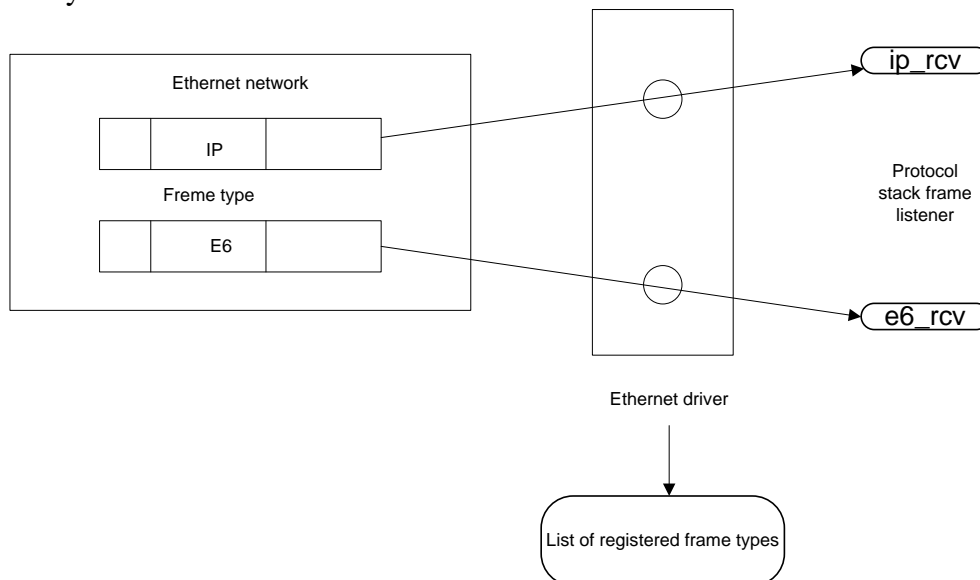 Ethernet network
ip_rcv
IP
Freme type
Protocol
stack frame
listener
E6
e6_rcv
Ethernet driver
List of registered frame types